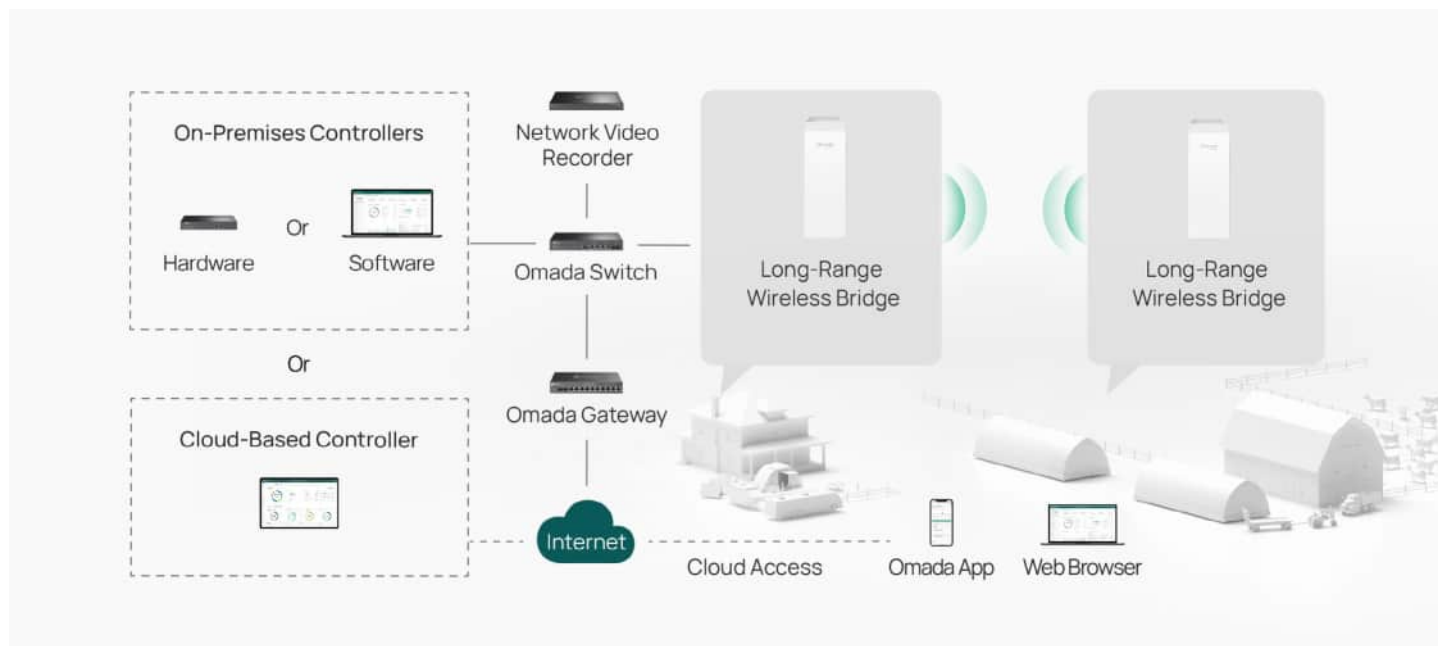 On-Premises Controllers
Hardware
Or
Software
Or
Cloud-Based Controller
Network Video
Recorder
Omada Switch
Omada Gateway
Internet
Cloud Access
Omada App
Web Browser
Long-Range
Wireless Bridge
Long-Range
Wireless Bridge